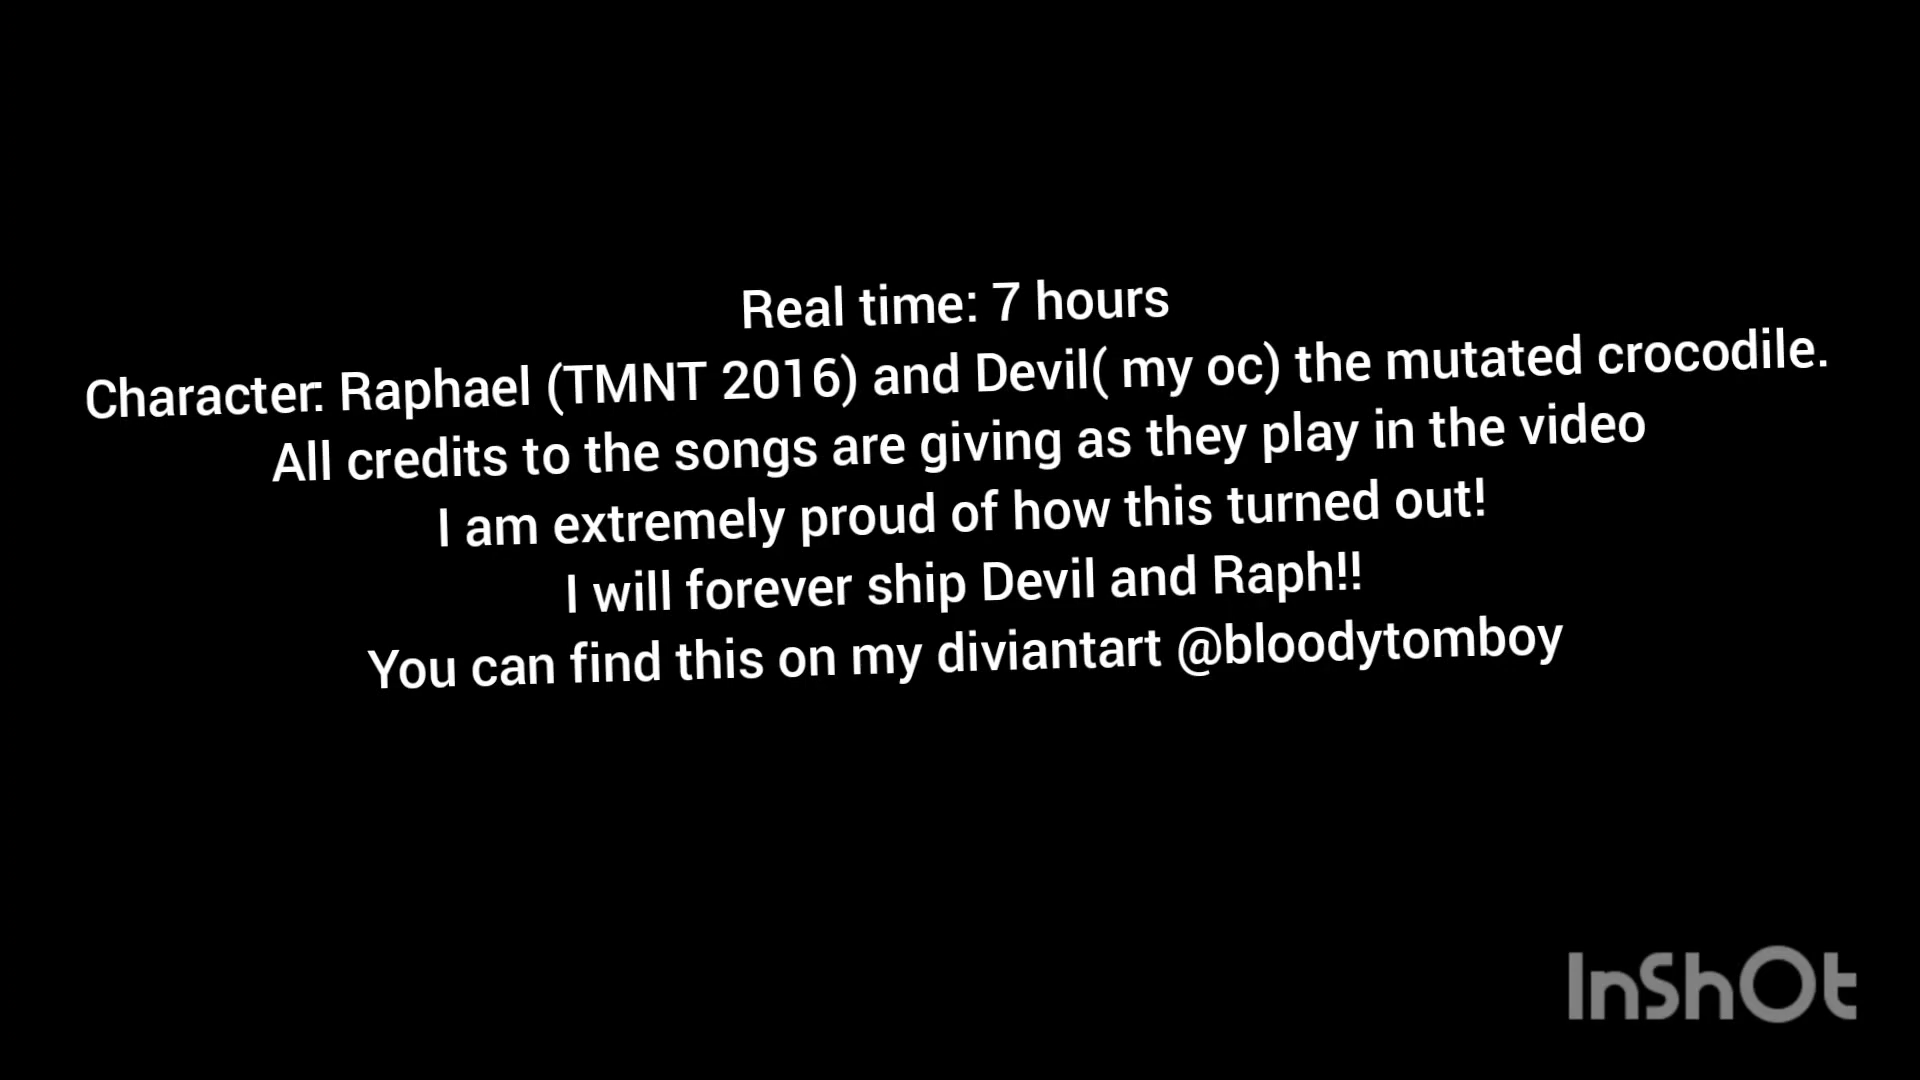 Real time: 7 hours
Character: Raphael (TMNT 2016) and Devil( my oc) the mutated crocodile.
All credits to the songs are giving as they play in the video
I am extremely proud of how this turned out!
I will forever ship Devil and Raph!!
You can find this on my diviantart @bloodytomboy
InShOt